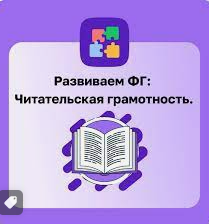 Развиваем ФГ:
Читательская грамотность.